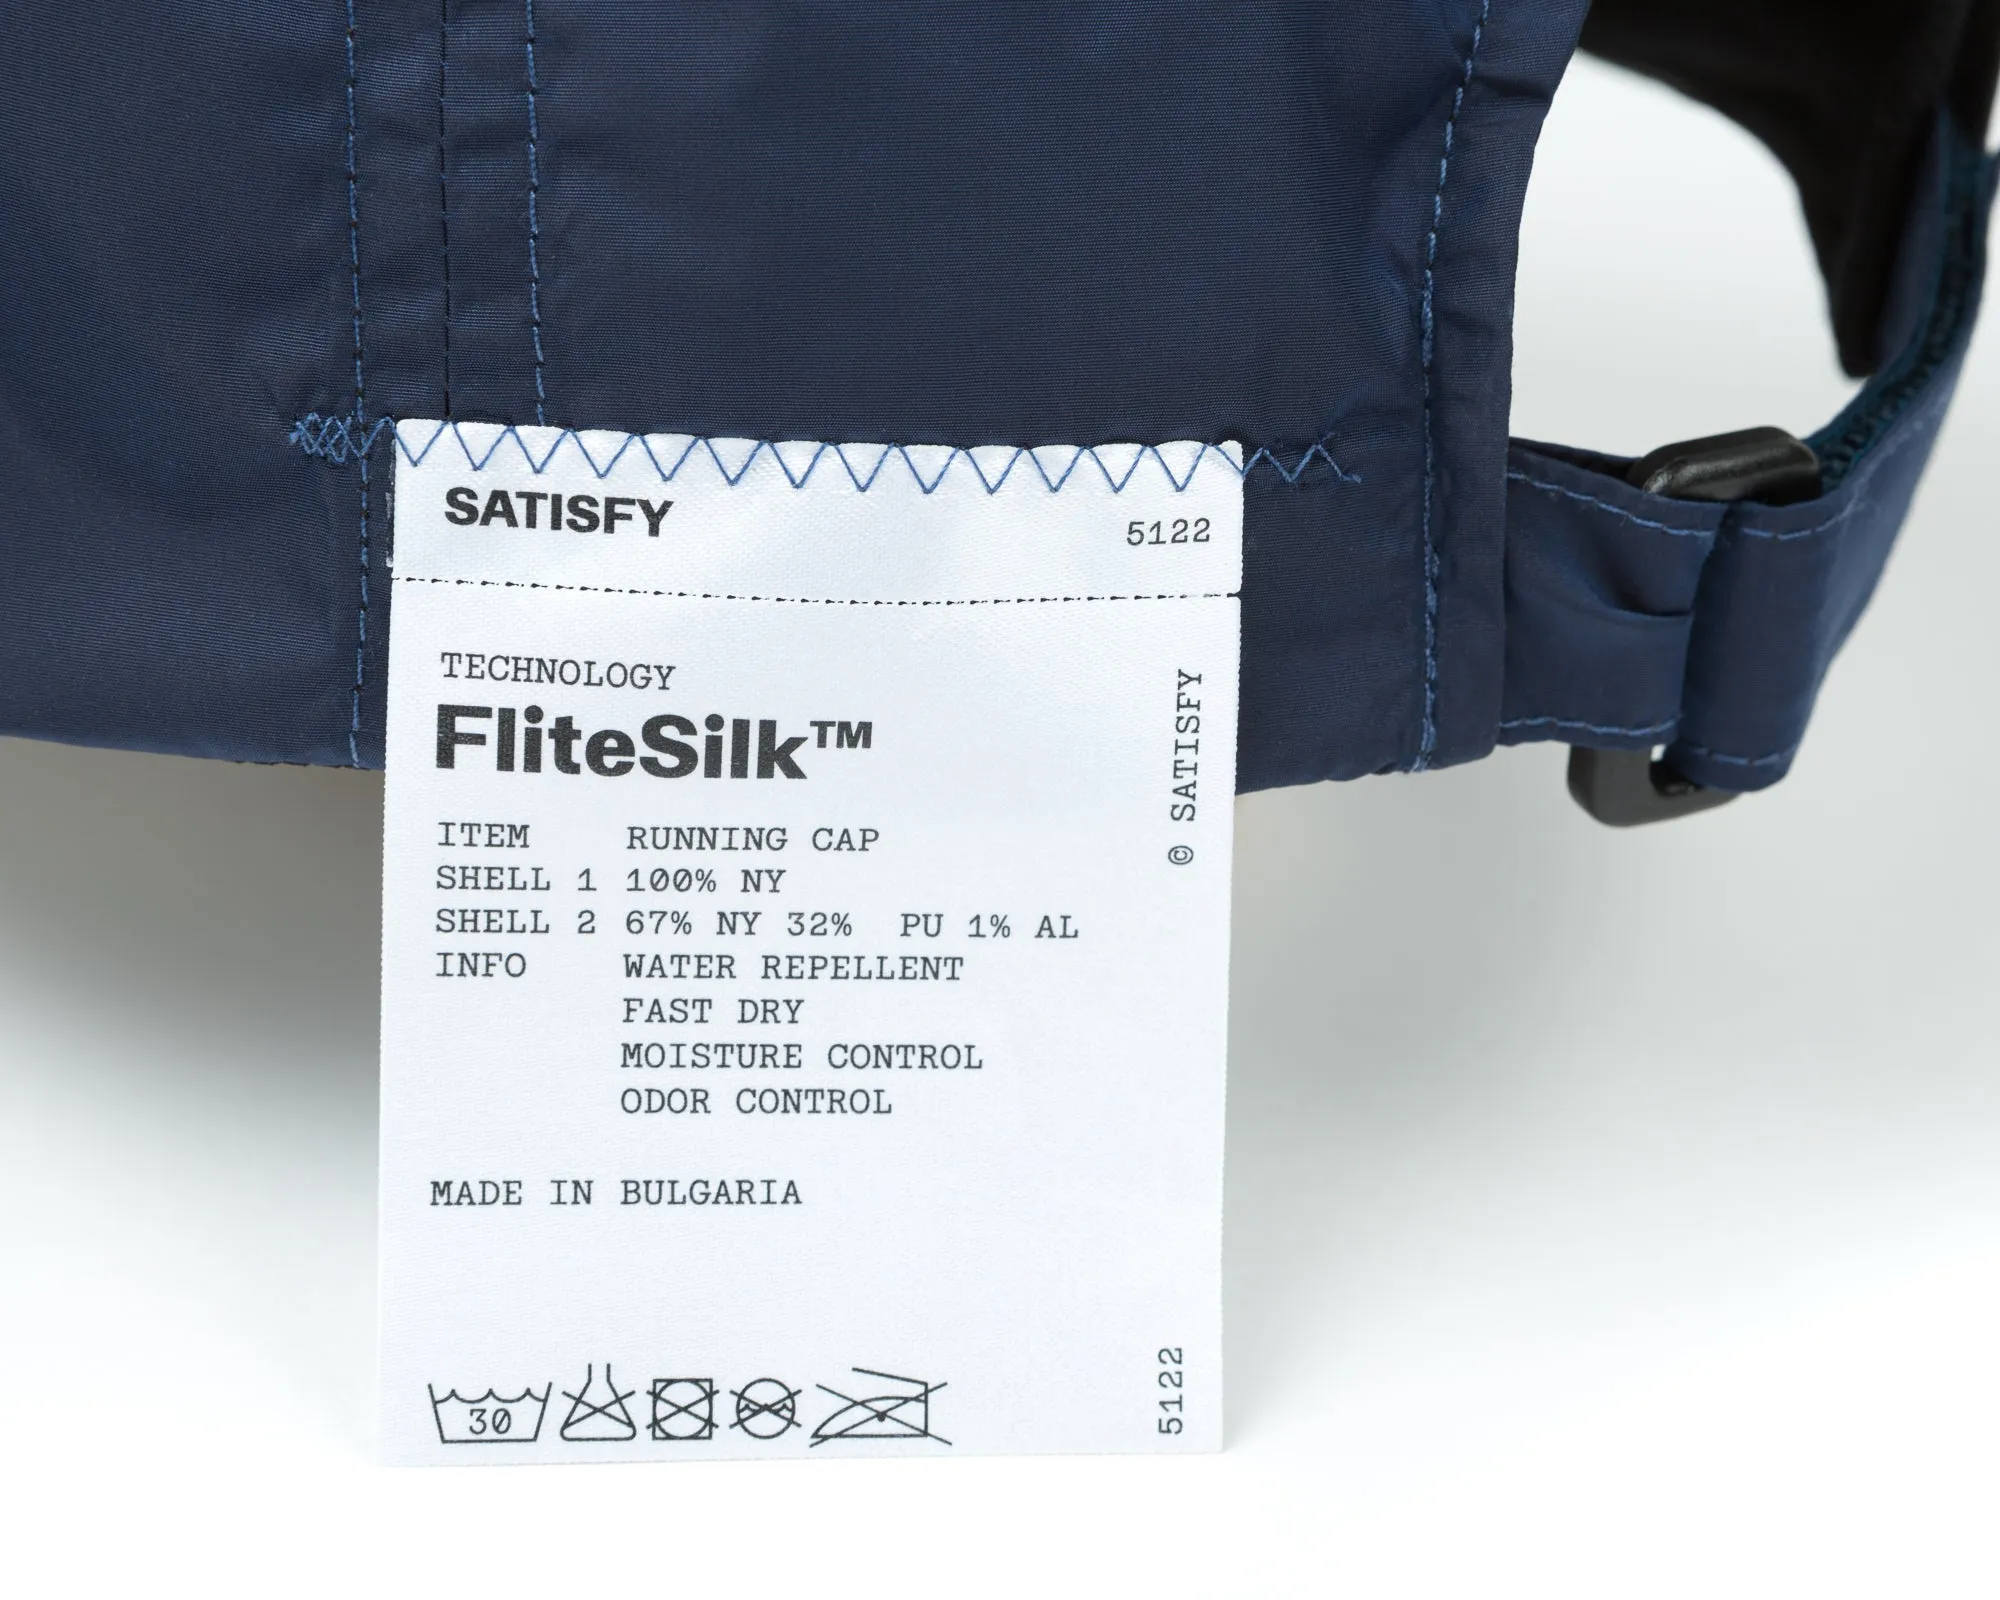 SATISFY
5122
TECHNOLOGY
FliteSilk™
ITEM RUNNING CAP
SHELL 1 100% NY
SHELL 2 67% NY 32% PU 1% AL
INFO WATER REPELLENT
FAST DRY
MOISTURE CONTROL
ODOR CONTROL
MADE IN BULGARIA
© SATISFY
30
5122